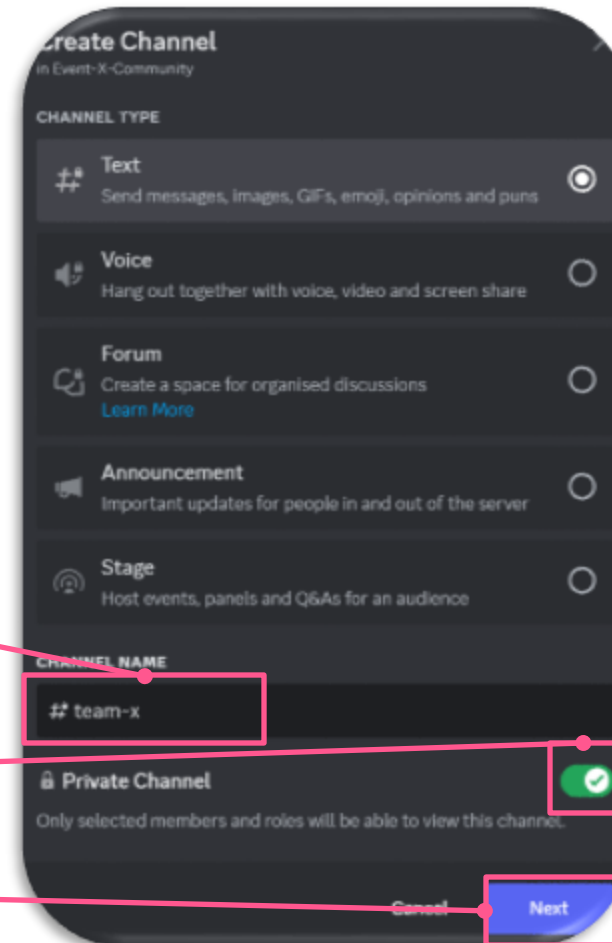 Create Channel
in Event-X-Community
CHANNEL TYPE
Text
Send messages, images, GIFs, emoji, opinions and puns
Voice
Hang out together with voice, video and screen share
Forum
Create a space for organised discussions
Learn More
Announcement
Important updates for people in and out of the server
Stage
Host events, panels and Q&As for an audience
CHANNEL NAME
team-x
Private Channel
Only selected members and roles will be able to view this channel.
Cancel Next